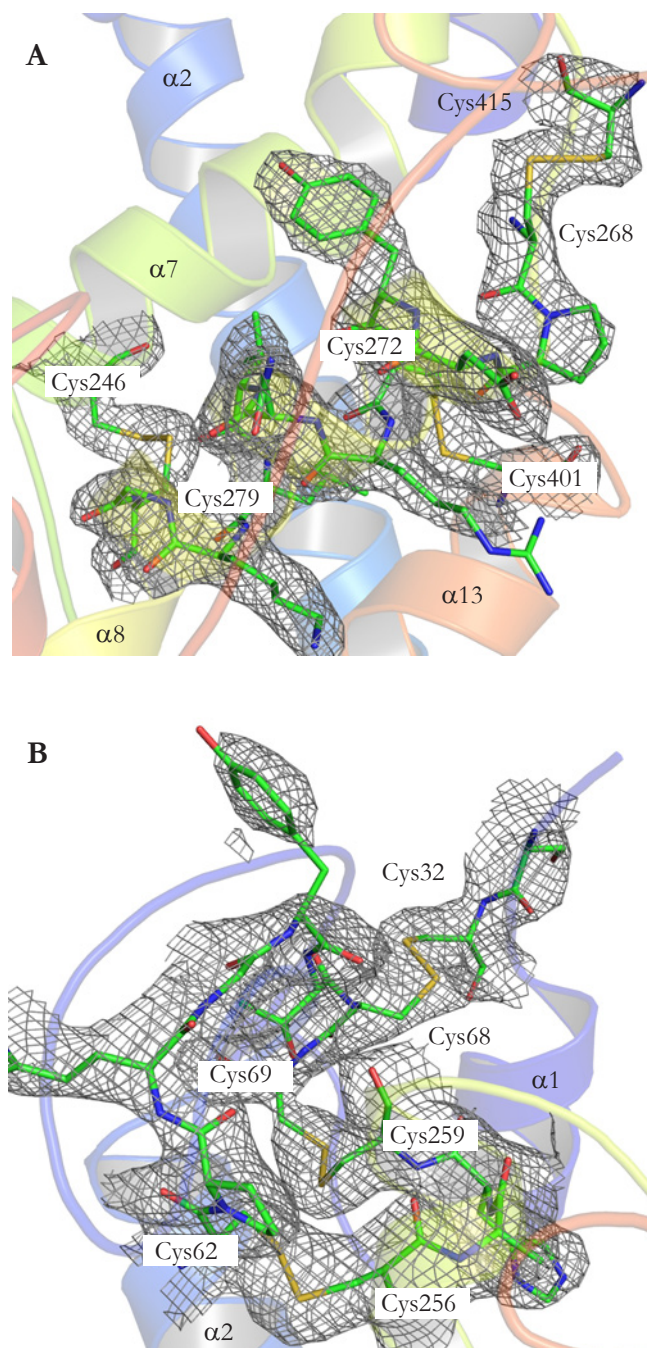 A
α2
Cys415
Cys268
α7
Cys272
Cys246
Cys279
Cys401
α13
α8
B
Cys32
Cys68
Cys69
α1
Cys259
Cys62
Cys256
α2